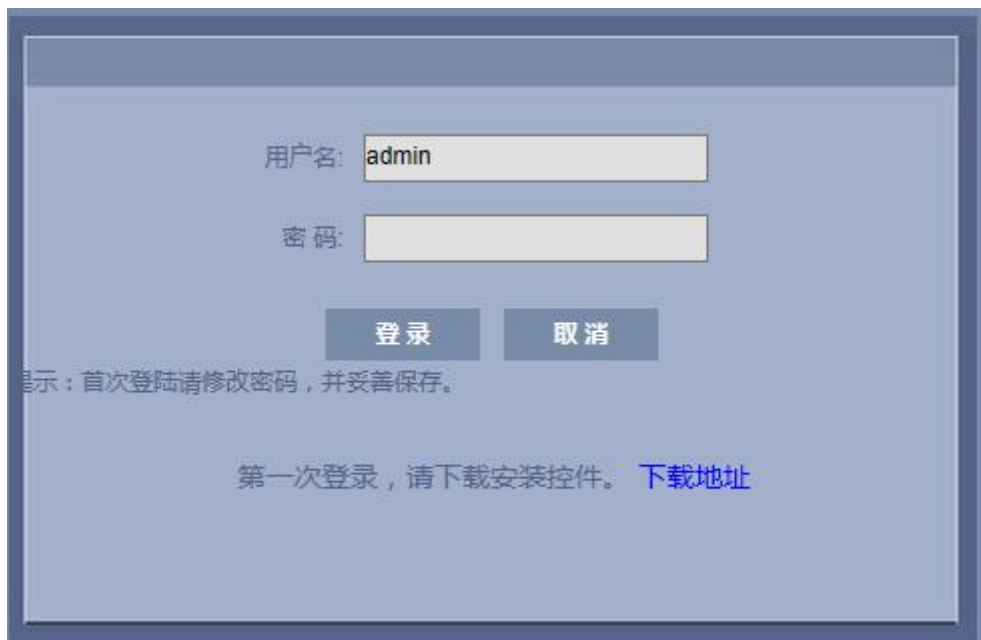 用户名: admin
密 码:
登录 取消
示：首次登陆请修改密码，并妥善保存。
第一次登录，请下载安装控件。 下载地址